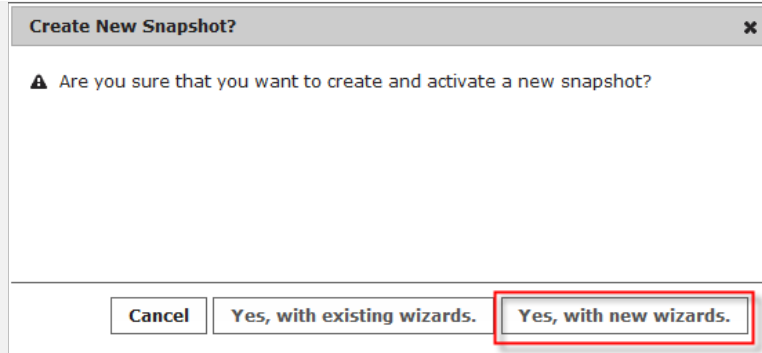 Create New Snapshot?
Are you sure that you want to create and activate a new snapshot?
Cancel
Yes, with existing wizards.
Yes, with new wizards.